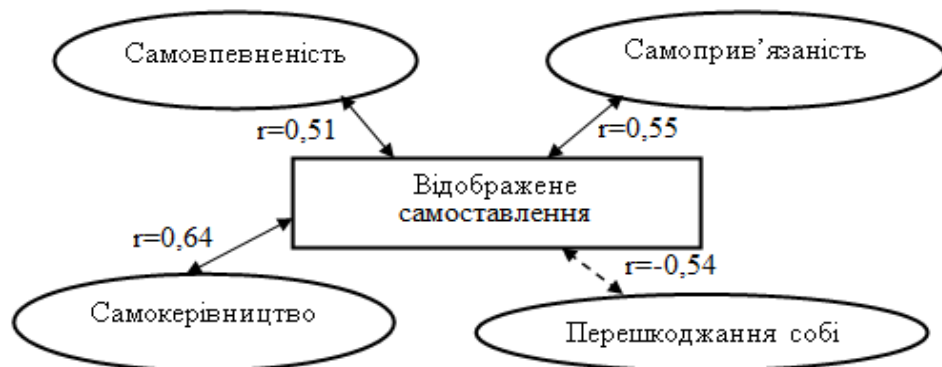 Самовпевненість
Самоприв’язаність
r=0,51
r=0,55
Відображене
самоставлення
r=0,64
r=-0,54
Самокерівництво
Перешкоджання собі